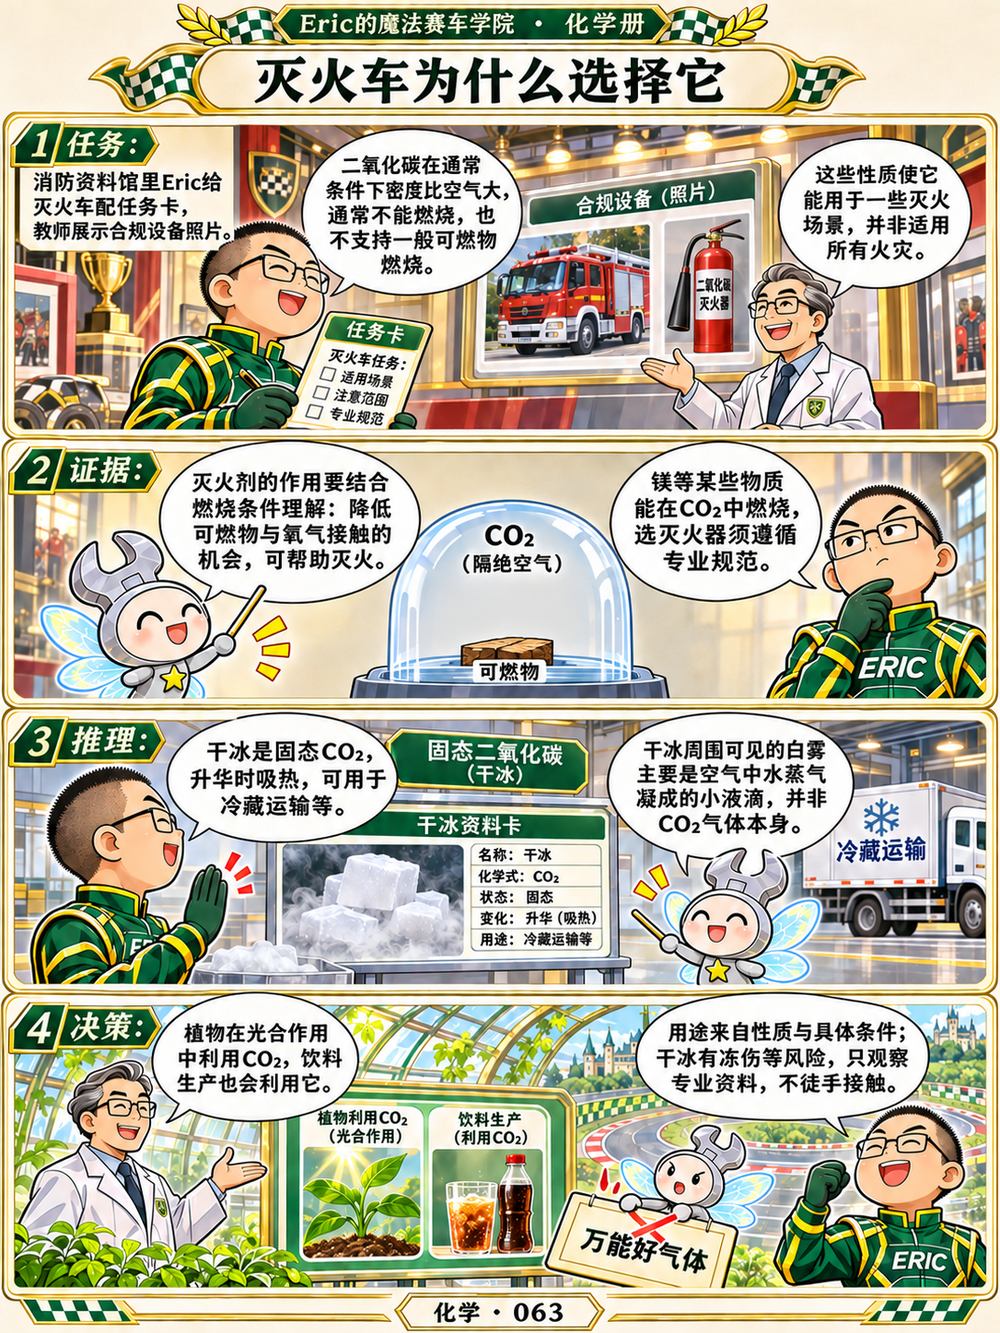 Eric的魔法赛车学院 · 化学册
灭火车为什么选择它
1 任务：
消防资料馆里Eric给
灭火车配任务卡，
教师展示合规设备照片。
二氧化碳在通常
条件下密度比空气大，
通常不能燃烧，也
不支持一般可燃物
燃烧。
合规设备（照片）
二氧化碳
灭火器
这些性质使它
能用于一些灭火
场景，并非适用
所有火灾。
任务卡
灭火车任务：
适用场景
注意范围
专业规范
2 证据：
灭火剂的作用要结合
燃烧条件理解：降低
可燃物与氧气接触的
机会，可帮助灭火。
CO₂
（隔绝空气）
可燃物
镁等某些物质
能在CO₂中燃烧，
选灭火器须遵循
专业规范。
ERIC
3 推理：
干冰是固态CO₂，
升华时吸热，可用于
冷藏运输等。
固态二氧化碳
（干冰）
干冰资料卡
名称：干冰
化学式：CO₂
状态：固态
变化：升华（吸热）
用途：冷藏运输等
干冰周围可见的白雾
主要是空气中水蒸气
凝成的小液滴，并非
CO₂气体本身。
冷藏运输
4 决策：
植物在光合作用
中利用CO₂，饮料
生产也会利用它。
植物利用CO₂
（光合作用）
饮料生产
（利用CO₂）
用途来自性质与具体条件；
干冰有冻伤等风险，只观察
专业资料，不徒手接触。
万能好气体
ERIC
化学 · 063